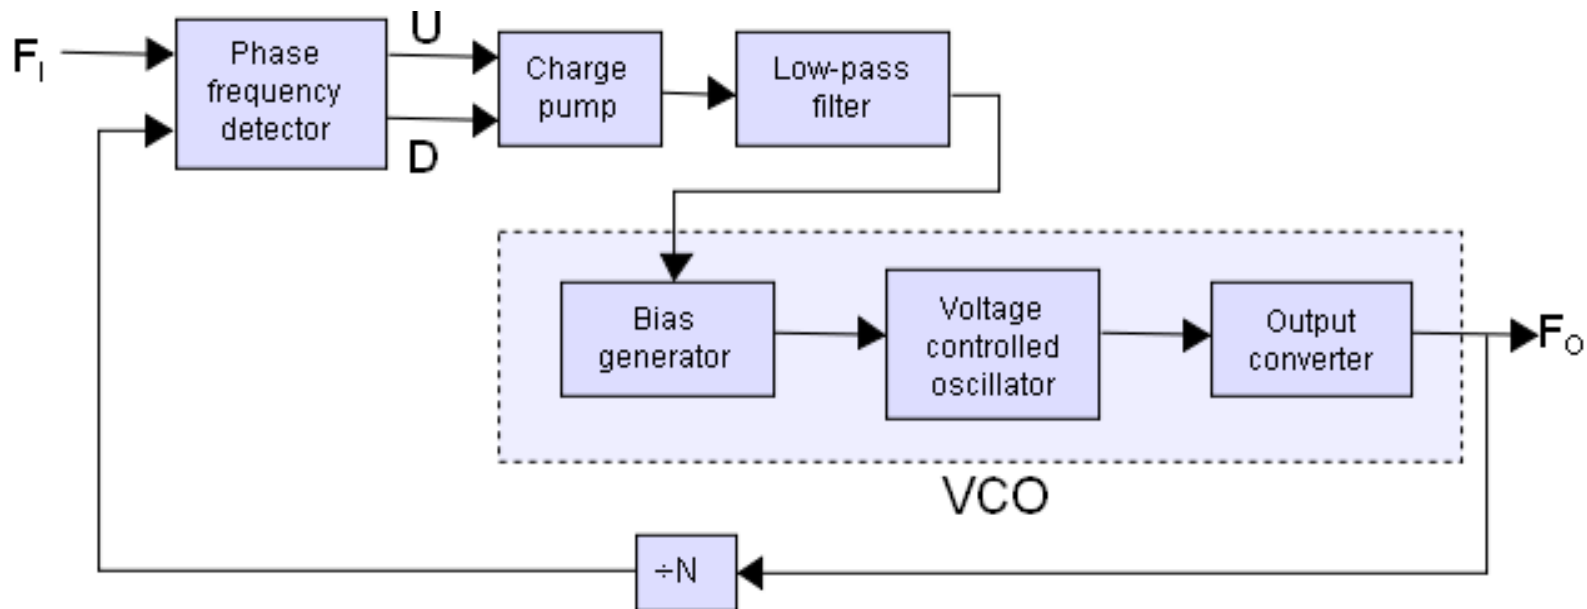 F_I
Phase
frequency
detector
U
D
Charge
pump
Low-pass
filter
Bias
generator
Voltage
controlled
oscillator
Output
converter
F_O
VCO
÷N